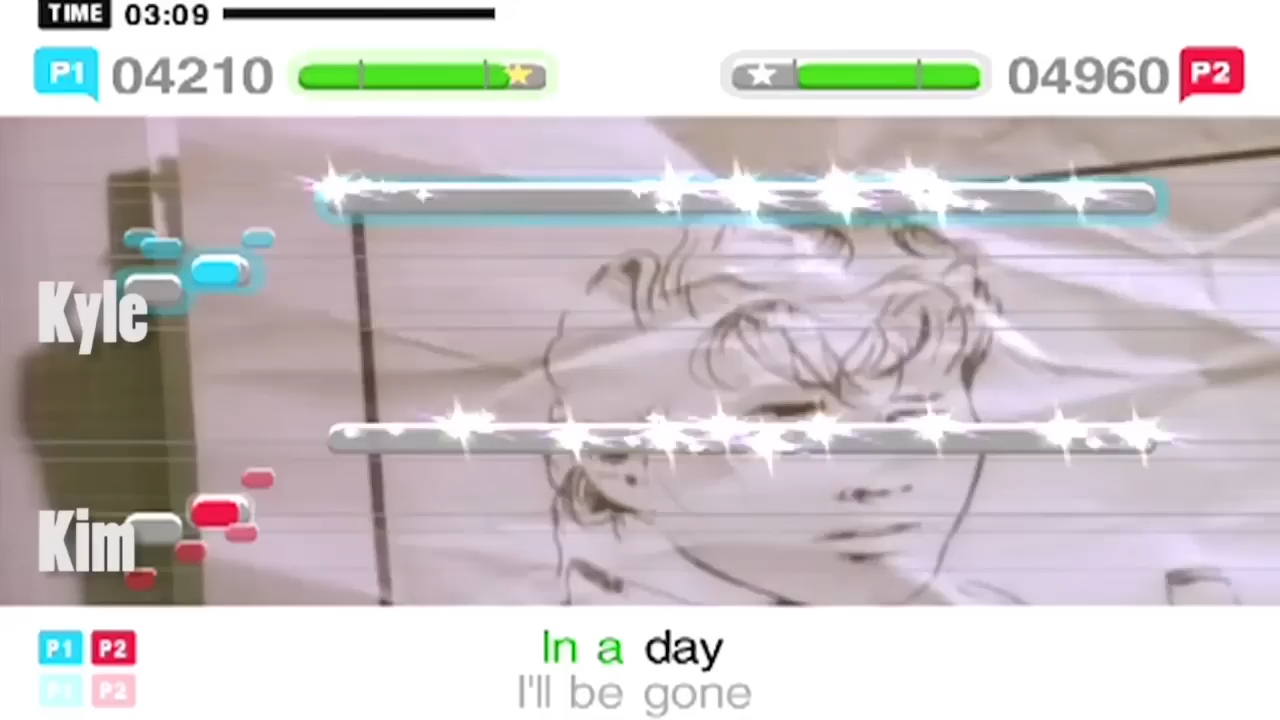 TIME 03:09
P1 04210 04960 P2
Kyle
Kim
P1 P2 In a day
P1 P2 I'll be gone